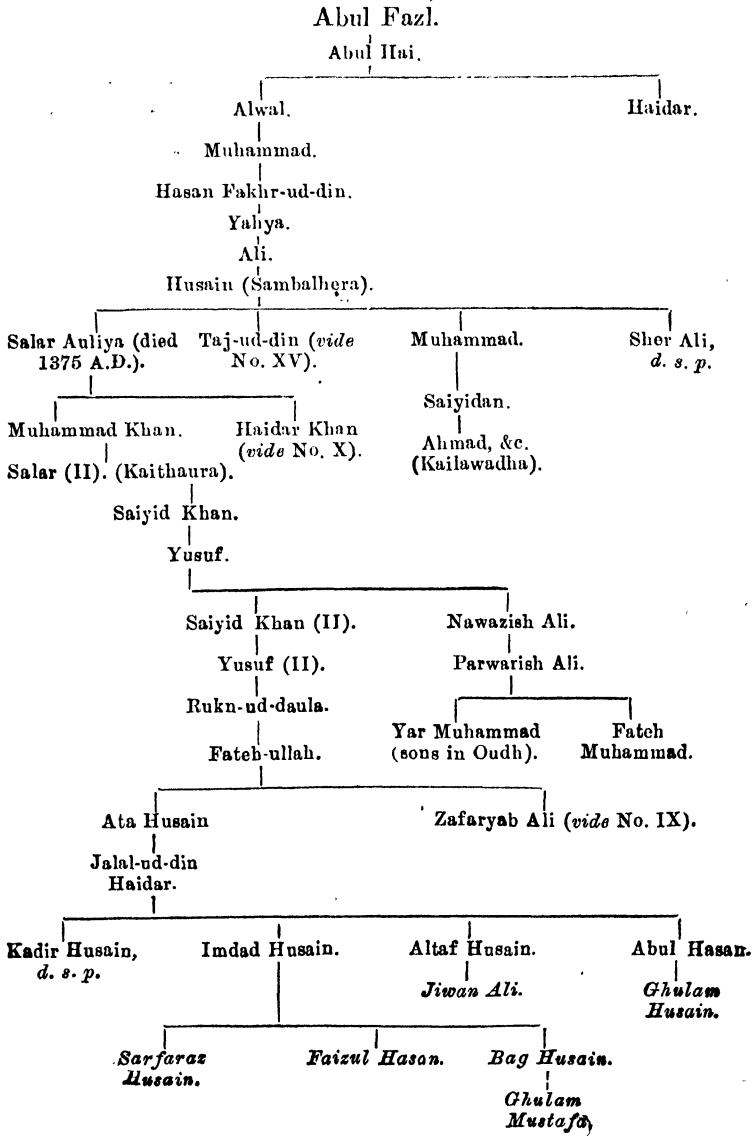 Abul Fazl.
Abul Hai.
Alwal. Haidar.
Muhammad.
Hasan Fakhr-ud-din.
Yahya.
Ali.
Husain (Sambalhera).
Salar Auliya (died Taj-ud-din (vide Muhammad. Sher Ali,
1375 A.D.). No. XV). d. s. p.
Saiyidan.
Muhammad Khan. Haidar Khan Ahmad, &c.
(vide No. X). (Kailawadha).
Salar (II). (Kaithaura).
Saiyid Khan.
Yusuf.
Saiyid Khan (II). Nawazish Ali.
Yusuf (II). Parwarish Ali.
Rukn-ud-daula.
Yar Muhammad Fateh
(sons in Oudh). Muhammad.
Fateh-ullah.
Ata Husain Zafaryab Ali (vide No. IX).
Jalal-ud-din
Haidar.
Kadir Husain, Imdad Husain. Altaf Husain. Abul Hasan.
d. s. p. Jiwan Ali. Ghulam
Husain.
Sarfaraz Faizul Hasan. Bag Husain.
Husain.
Ghulam
Mustafa,